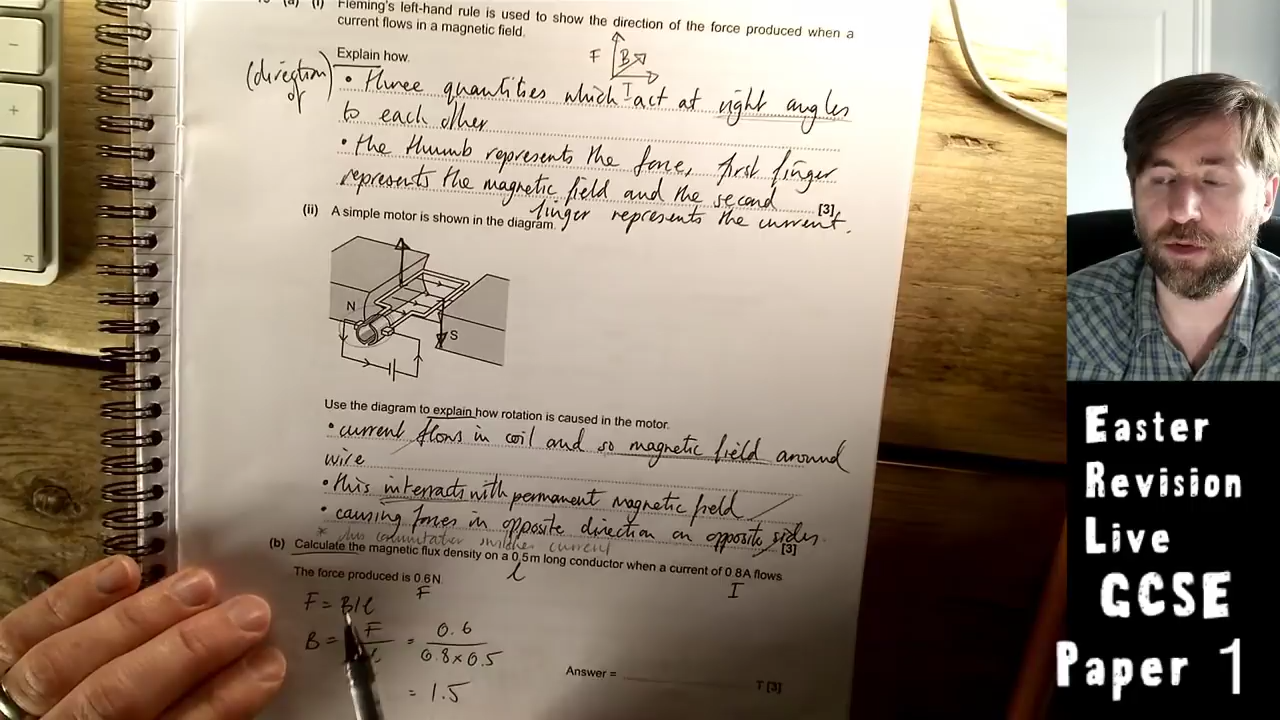 (a) (i) Fleming's left-hand rule is used to show the direction of the force produced when a
current flows in a magnetic field.
F B I
Explain how.
(direction of)
• three quantities which act at right angles
to each other
• the thumb represents the force, first finger
represents the magnetic field and the second
[3]
finger represents the current.
(ii) A simple motor is shown in the diagram.
N
S
Use the diagram to explain how rotation is caused in the motor.
• current flows in coil and so magnetic field around
wire
• this interracts with permanent magnetic field
• causing forces in opposite direction on opposite sides.
* commutator switches current
[3]
(b) Calculate the magnetic flux density on a 0.5m long conductor when a current of 0.8A flows.
l
I
The force produced is 0.6N.
F
F = BIl
B = F = 0.6
0.8 × 0.5
= 1.5
Answer =
T [3]
Easter
Revision
Live
GCSE
Paper 1